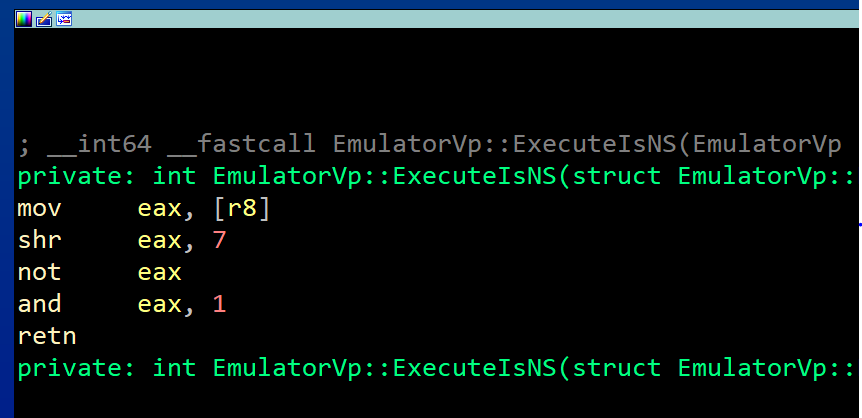 ; __int64 __fastcall EmulatorVp::ExecuteIsNS(EmulatorVp
private: int EmulatorVp::ExecuteIsNS(struct EmulatorVp::
mov     eax, [r8]
shr     eax, 7
not     eax
and     eax, 1
retn
private: int EmulatorVp::ExecuteIsNS(struct EmulatorVp::